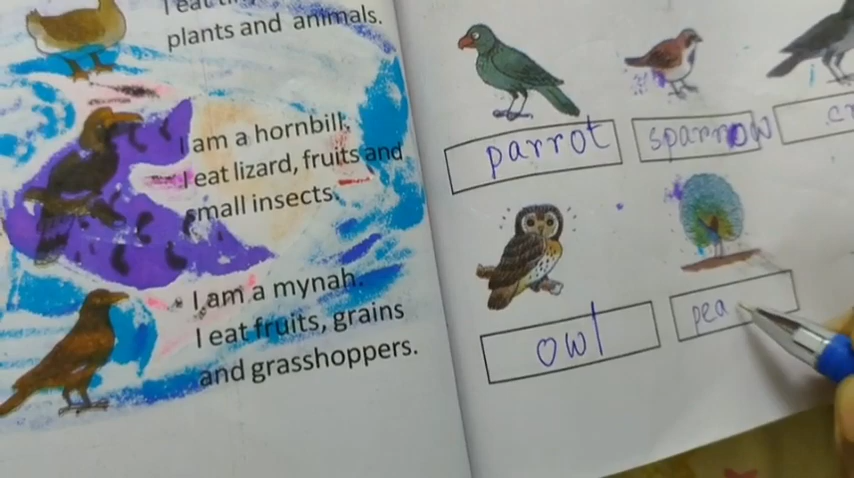 plants and animals.
I am a hornbill.
I eat lizard, fruits and
small insects.
I am a mynah.
I eat fruits, grains
and grasshoppers.
parrot
sparrow
owl
pea